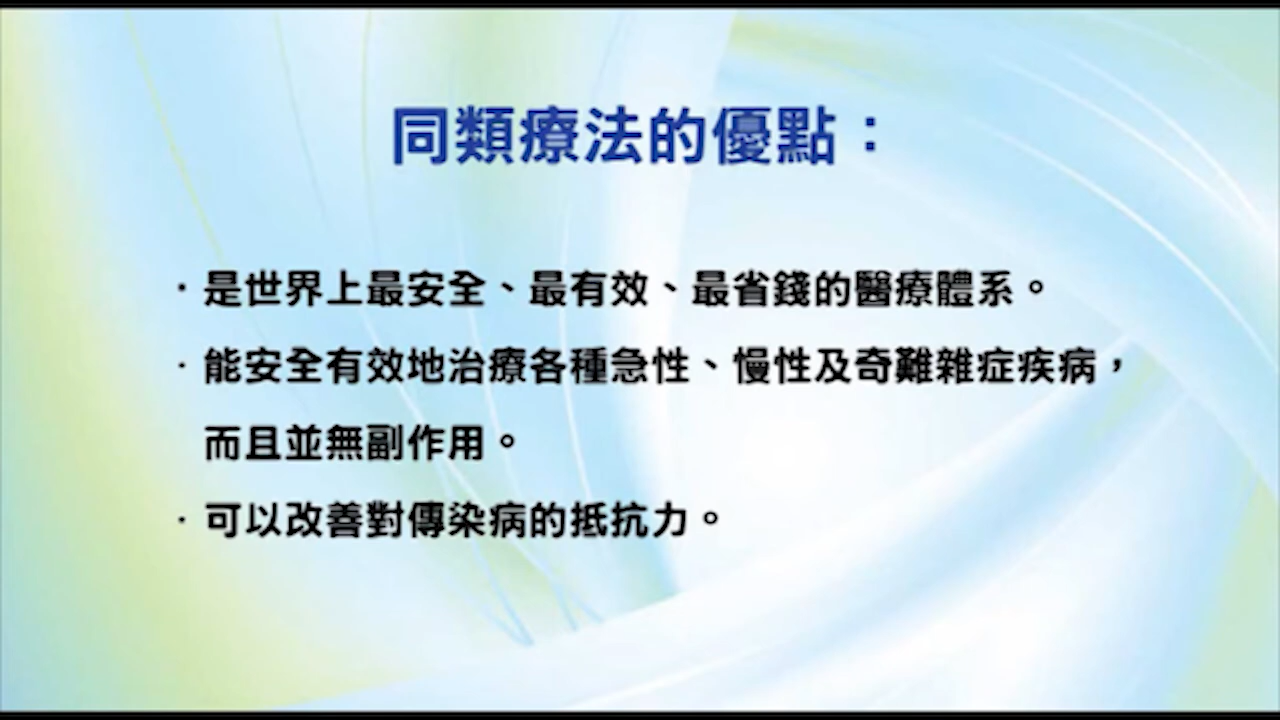 同類療法的優點：
·是世界上最安全、最有效、最省錢的醫療體系。
·能安全有效地治療各種急性、慢性及奇難雜症疾病，
而且並無副作用。
·可以改善對傳染病的抵抗力。